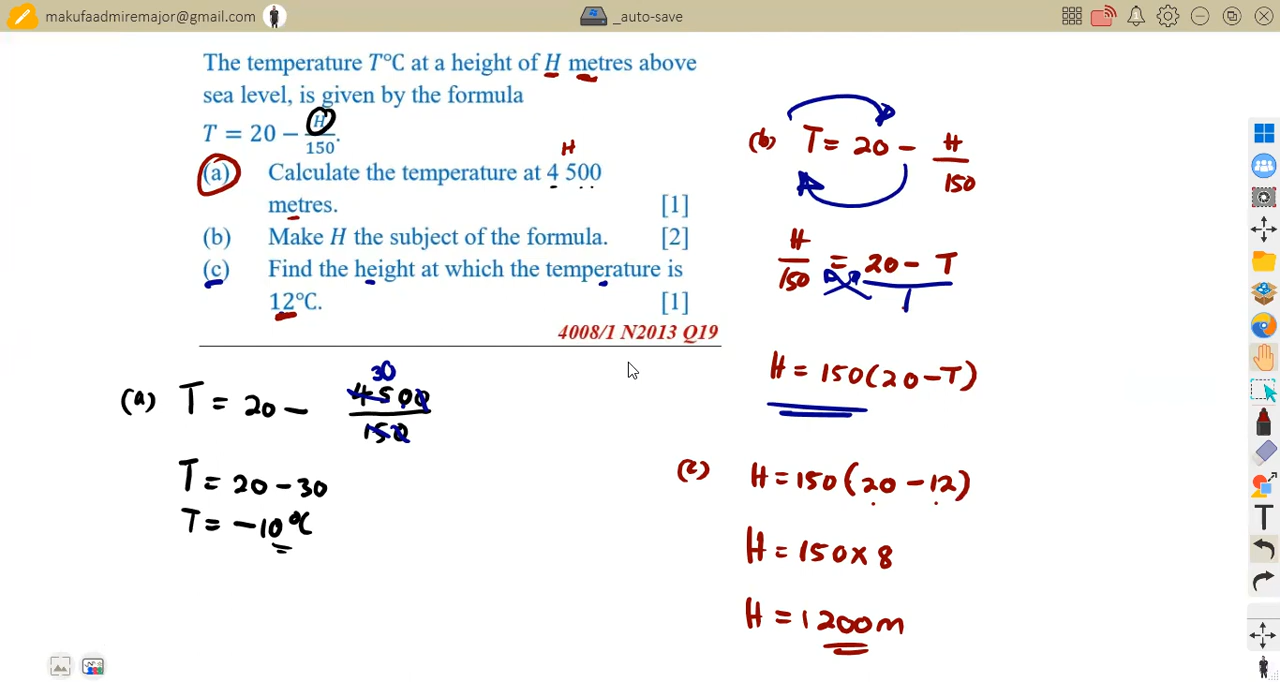 makufaadmiremajor@gmail.com
_auto-save
The temperature T°C at a height of H metres above
sea level, is given by the formula
T = 20 − H/150.
H
(a) Calculate the temperature at 4 500
metres. [1]
(b) Make H the subject of the formula. [2]
(c) Find the height at which the temperature is
12°C. [1]
4008/1 N2013 Q19
30
(a) T = 20 − 4500/150
T = 20 − 30
T = −10°C
(b) T = 20 − H/150
H/150 = 20 − T
1
H = 150(20 − T)
(c) H = 150(20 − 12)
H = 150 × 8
H = 1200m
T